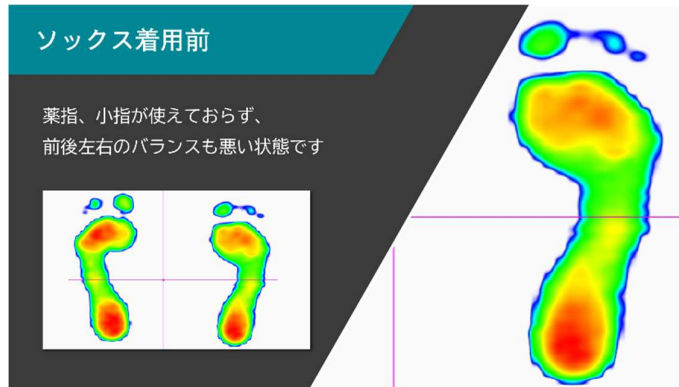 ソックス着用前
薬指、小指が使えておらず、
前後左右のバランスも悪い状態です